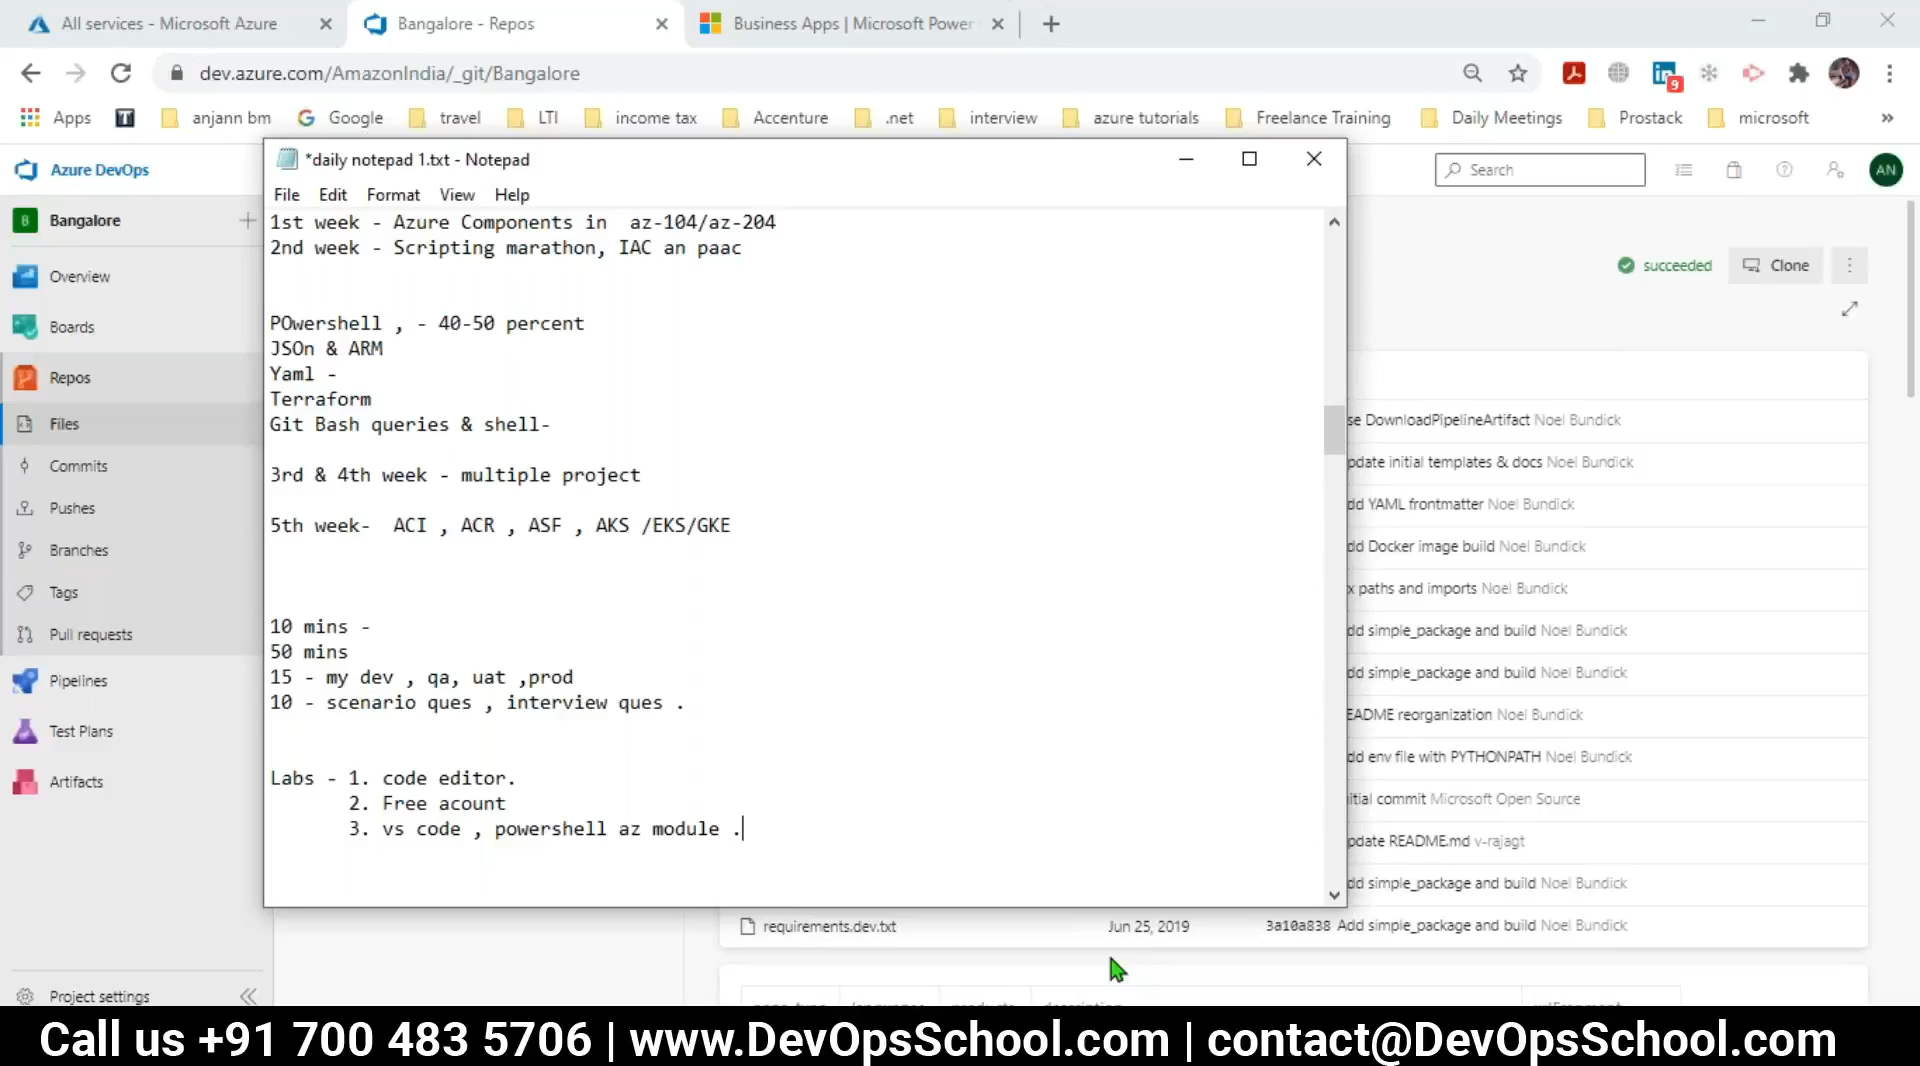 All services - Microsoft Azure
Bangalore - Repos
Business Apps | Microsoft Power
dev.azure.com/AmazonIndia/_git/Bangalore
9
Apps
T
anjann bm
Google
travel
LTI
income tax
Accenture
.net
interview
azure tutorials
Freelance Training
Daily Meetings
Prostack
microsoft
»
Azure DevOps
Search
AN
B
Bangalore
Overview
Boards
Repos
Files
Commits
Pushes
Branches
Tags
Pull requests
Pipelines
Test Plans
Artifacts
Project settings
*daily notepad 1.txt - Notepad
File Edit Format View Help
1st week - Azure Components in  az-104/az-204
2nd week - Scripting marathon, IAC an paac
POwershell , - 40-50 percent
JSOn & ARM
Yaml -
Terraform
Git Bash queries & shell-
3rd & 4th week - multiple project
5th week-  ACI , ACR , ASF , AKS /EKS/GKE
10 mins -
50 mins
15 - my dev , qa, uat ,prod
10 - scenario ques , interview ques .
Labs - 1. code editor.
2. Free acount
3. vs code , powershell az module .
succeeded
Clone
se DownloadPipelineArtifact Noel Bundick
pdate initial templates & docs Noel Bundick
dd YAML frontmatter Noel Bundick
dd Docker image build Noel Bundick
x paths and imports Noel Bundick
dd simple_package and build Noel Bundick
dd simple_package and build Noel Bundick
EADME reorganization Noel Bundick
dd env file with PYTHONPATH Noel Bundick
itial commit Microsoft Open Source
pdate README.md v-rajagt
dd simple_package and build Noel Bundick
requirements.dev.txt Jun 25, 2019 3a10a838 Add simple_package and build Noel Bundick
Call us +91 700 483 5706 | www.DevOpsSchool.com | contact@DevOpsSchool.com